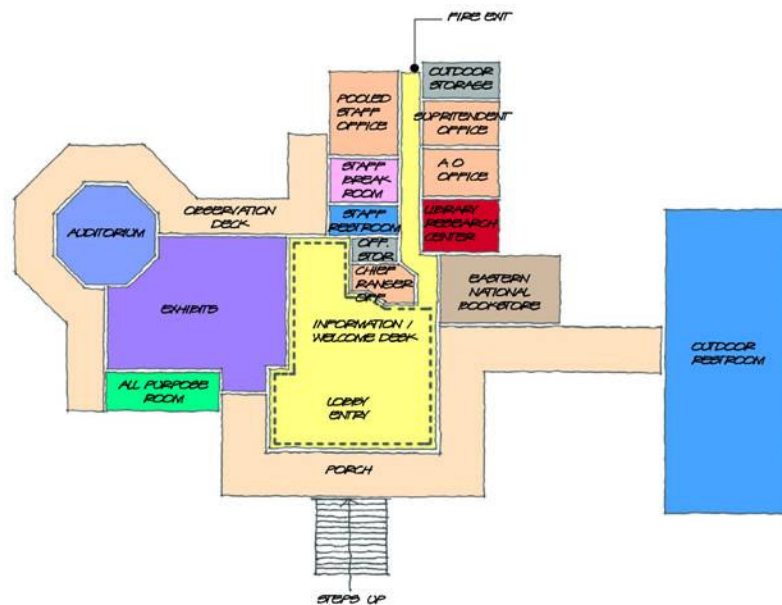 FIRE EXIT
OUTDOOR
STORAGE
POOLED
STAFF
OFFICE
SUPRITENDENT
OFFICE
STAFF
BREAK
ROOM
A O
OFFICE
STAFF
RESTROOM
LIBRARY
RESEARCH
CENTER
OBSERVATION
DECK
AUDITORIUM
OFF.
STOR
CHIEF
RANGER
OFF
EASTERN
NATIONAL
BOOKSTORE
EXHIBITS
INFORMATION /
WELCOME DESK
OUTDOOR
RESTROOM
ALL PURPOSE
ROOM
LOBBY
ENTRY
PORCH
STEPS UP